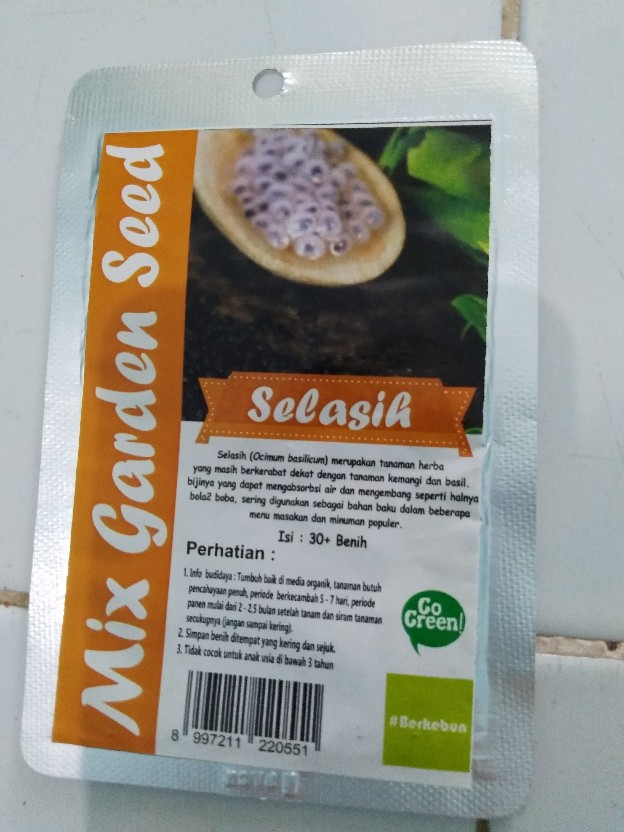 Mix Garden Seed
Selasih
Selasih (Ocimum basilicum) merupakan tanaman herba
yang masih berkerabat dekat dengan tanaman kemangi dan basil.
bijinya yang dapat mengabsorbsi air dan mengembang seperti halnya
bola2 boba, sering digunakan sebagai bahan baku dalam beberapa
menu masakan dan minuman populer.
Isi : 30+ Benih
Perhatian :
1. Info budidaya : Tumbuh baik di media organik, tanaman butuh
pencahayaan penuh, periode berkecambah 5 - 7 hari, periode
panen mulai dari 2 - 2,5 bulan setelah tanam dan siram tanaman
secukupnya (jangan sampai kering).
2. Simpan benih ditempat yang kering dan sejuk.
3. Tidak cocok untuk anak usia di bawah 3 tahun
Go
Green!
#Berkebun
8 997211 220551